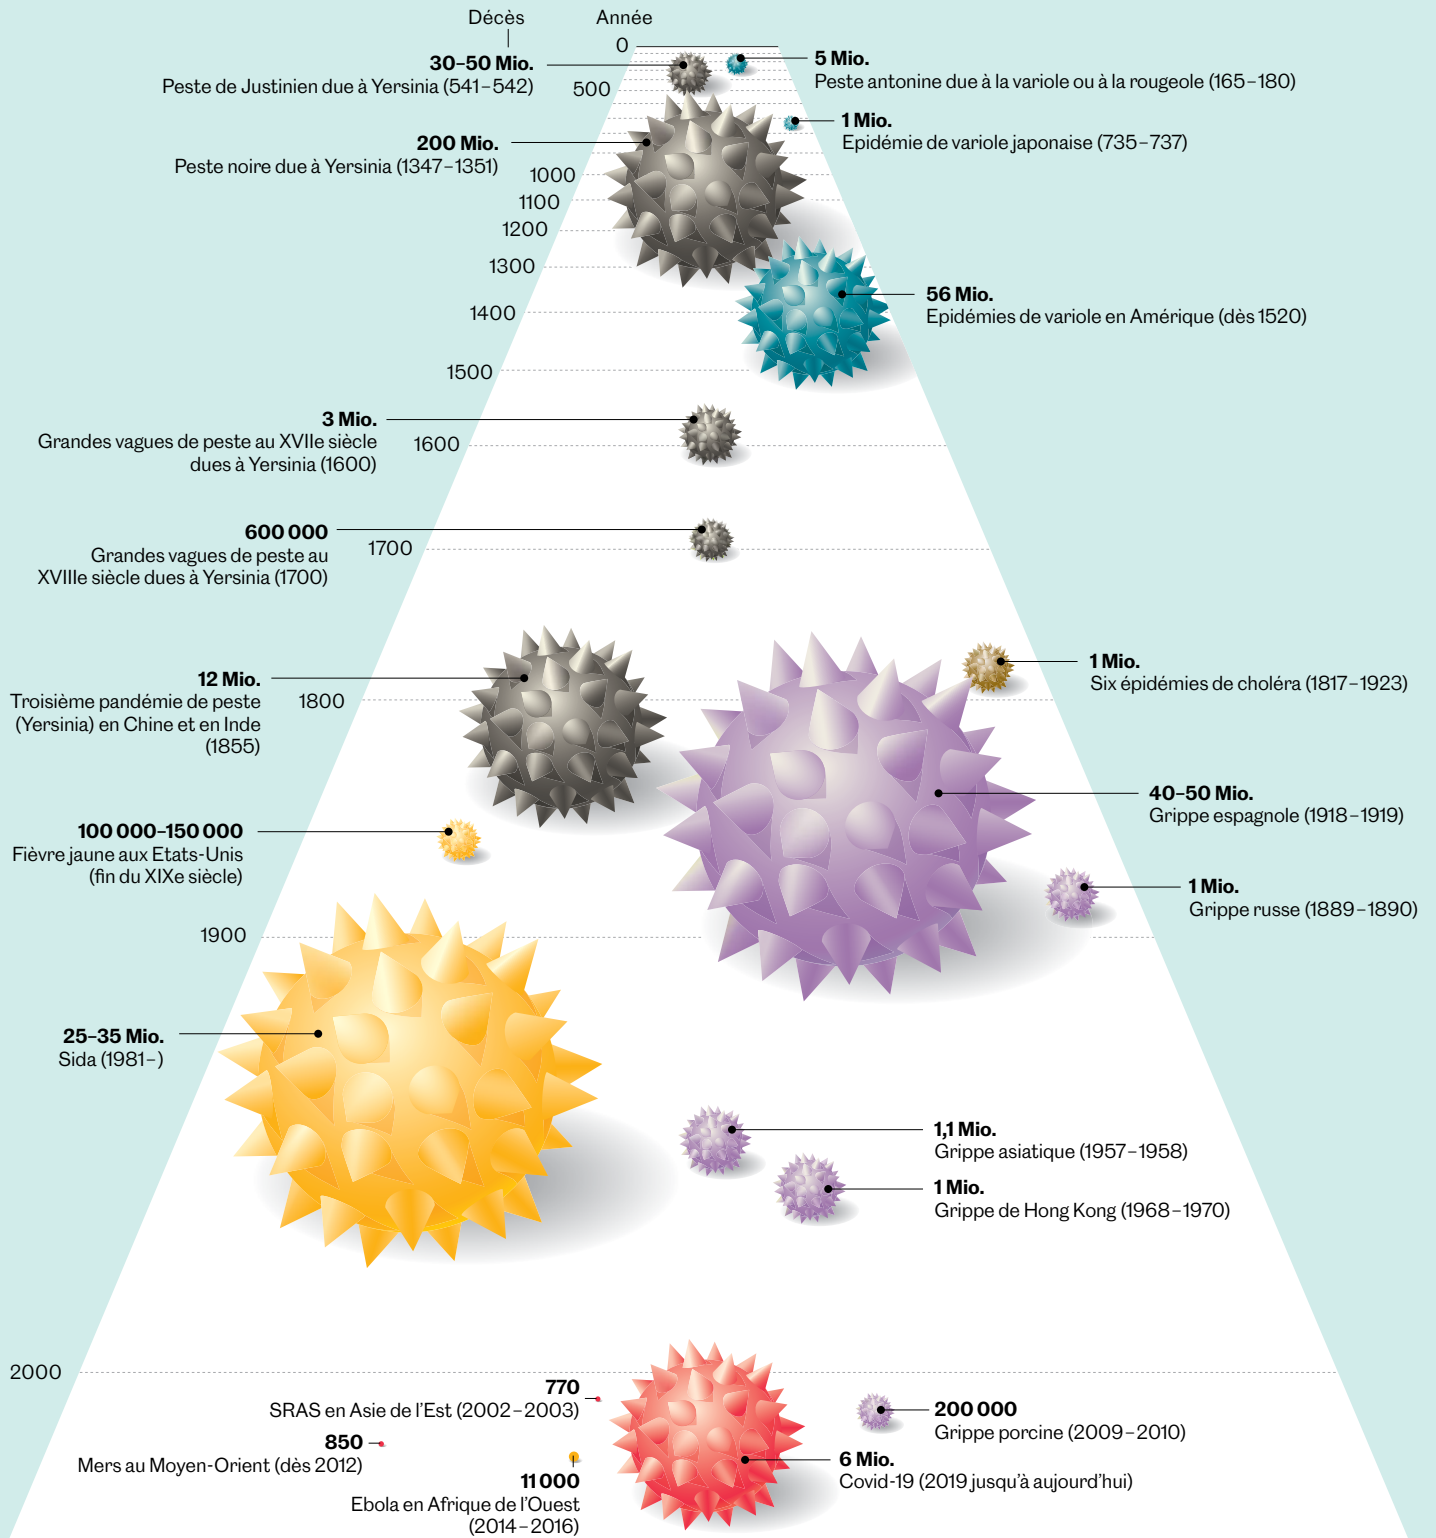 Décès
Année
0
500
1000
1100
1200
1300
1400
1500
1600
1700
1800
1900
2000
30–50 Mio.
Peste de Justinien due à Yersinia (541–542)
5 Mio.
Peste antonine due à la variole ou à la rougeole (165–180)
1 Mio.
Epidémie de variole japonaise (735–737)
200 Mio.
Peste noire due à Yersinia (1347–1351)
56 Mio.
Epidémies de variole en Amérique (dès 1520)
3 Mio.
Grandes vagues de peste au XVIIe siècle
dues à Yersinia (1600)
600 000
Grandes vagues de peste au
XVIIIe siècle dues à Yersinia (1700)
12 Mio.
Troisième pandémie de peste
(Yersinia) en Chine et en Inde
(1855)
1 Mio.
Six épidémies de choléra (1817–1923)
40–50 Mio.
Grippe espagnole (1918–1919)
100 000–150 000
Fièvre jaune aux Etats-Unis
(fin du XIXe siècle)
1 Mio.
Grippe russe (1889–1890)
25–35 Mio.
Sida (1981–)
1,1 Mio.
Grippe asiatique (1957–1958)
1 Mio.
Grippe de Hong Kong (1968–1970)
770
SRAS en Asie de l'Est (2002–2003)
200 000
Grippe porcine (2009–2010)
850
Mers au Moyen-Orient (dès 2012)
6 Mio.
Covid-19 (2019 jusqu'à aujourd'hui)
11 000
Ebola en Afrique de l'Ouest
(2014–2016)